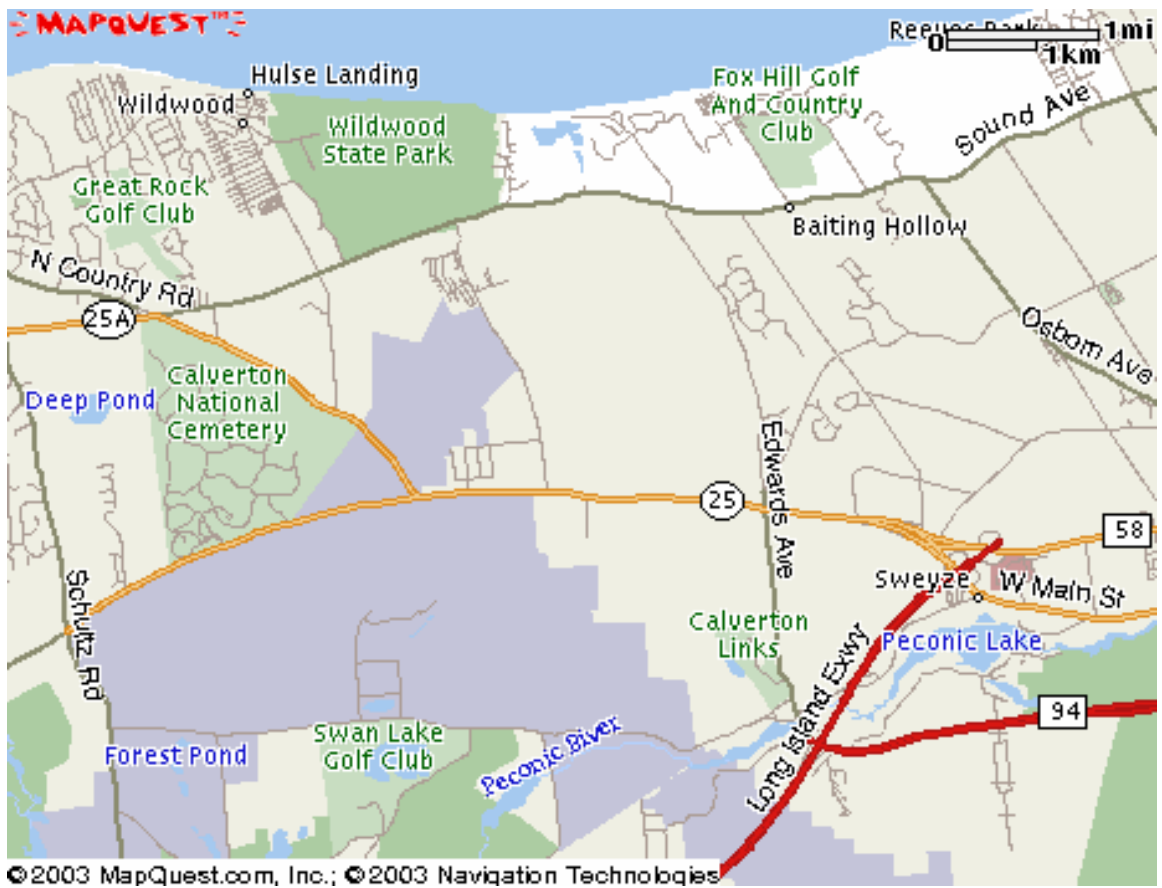 MAPQUEST™
Reeves Park
0 1mi
1km
Hulse Landing
Wildwood
Fox Hill Golf
And Country
Club
Sound Ave
Wildwood
State Park
Great Rock
Golf Club
Baiting Hollow
N Country Rd
25A
Osborn Ave
Calverton
National
Cemetery
Deep Pond
Edwards Ave
25
58
Sweyze
W Main St
Schultz Rd
Calverton
Links
Peconic Lake
Long Island Exwy
94
Swan Lake
Golf Club
Peconic River
Forest Pond
©2003 MapQuest.com, Inc.; ©2003 Navigation Technologies